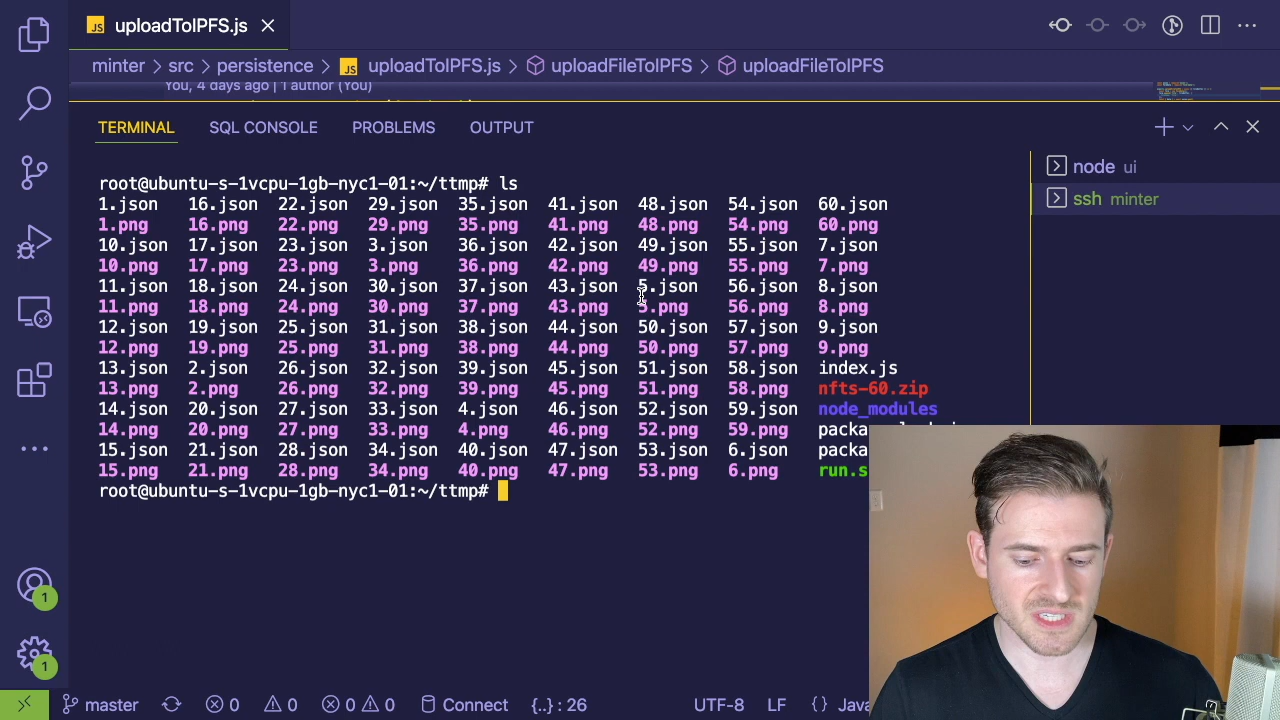 JS uploadToIPFS.js
minter > src > persistence > JS uploadToIPFS.js > uploadFileToIPFS > uploadFileToIPFS
You, 4 days ago | 1 author (You)
TERMINAL SQL CONSOLE PROBLEMS OUTPUT
node ui
ssh minter
root@ubuntu-s-1vcpu-1gb-nyc1-01:~/ttmp# ls
1.json 16.json 22.json 29.json 35.json 41.json 48.json 54.json 60.json
1.png 16.png 22.png 29.png 35.png 41.png 48.png 54.png 60.png
10.json 17.json 23.json 3.json 36.json 42.json 49.json 55.json 7.json
10.png 17.png 23.png 3.png 36.png 42.png 49.png 55.png 7.png
11.json 18.json 24.json 30.json 37.json 43.json 5.json 56.json 8.json
11.png 18.png 24.png 30.png 37.png 43.png 5.png 56.png 8.png
12.json 19.json 25.json 31.json 38.json 44.json 50.json 57.json 9.json
12.png 19.png 25.png 31.png 38.png 44.png 50.png 57.png 9.png
13.json 2.json 26.json 32.json 39.json 45.json 51.json 58.json index.js
13.png 2.png 26.png 32.png 39.png 45.png 51.png 58.png nfts-60.zip
14.json 20.json 27.json 33.json 4.json 46.json 52.json 59.json node_modules
14.png 20.png 27.png 33.png 4.png 46.png 52.png 59.png
15.json 21.json 28.json 34.json 40.json 47.json 53.json 6.json
15.png 21.png 28.png 34.png 40.png 47.png 53.png 6.png run.s
root@ubuntu-s-1vcpu-1gb-nyc1-01:~/ttmp#
1
1
master 0 0 0 0 Connect {..} : 26 UTF-8 LF {} Java